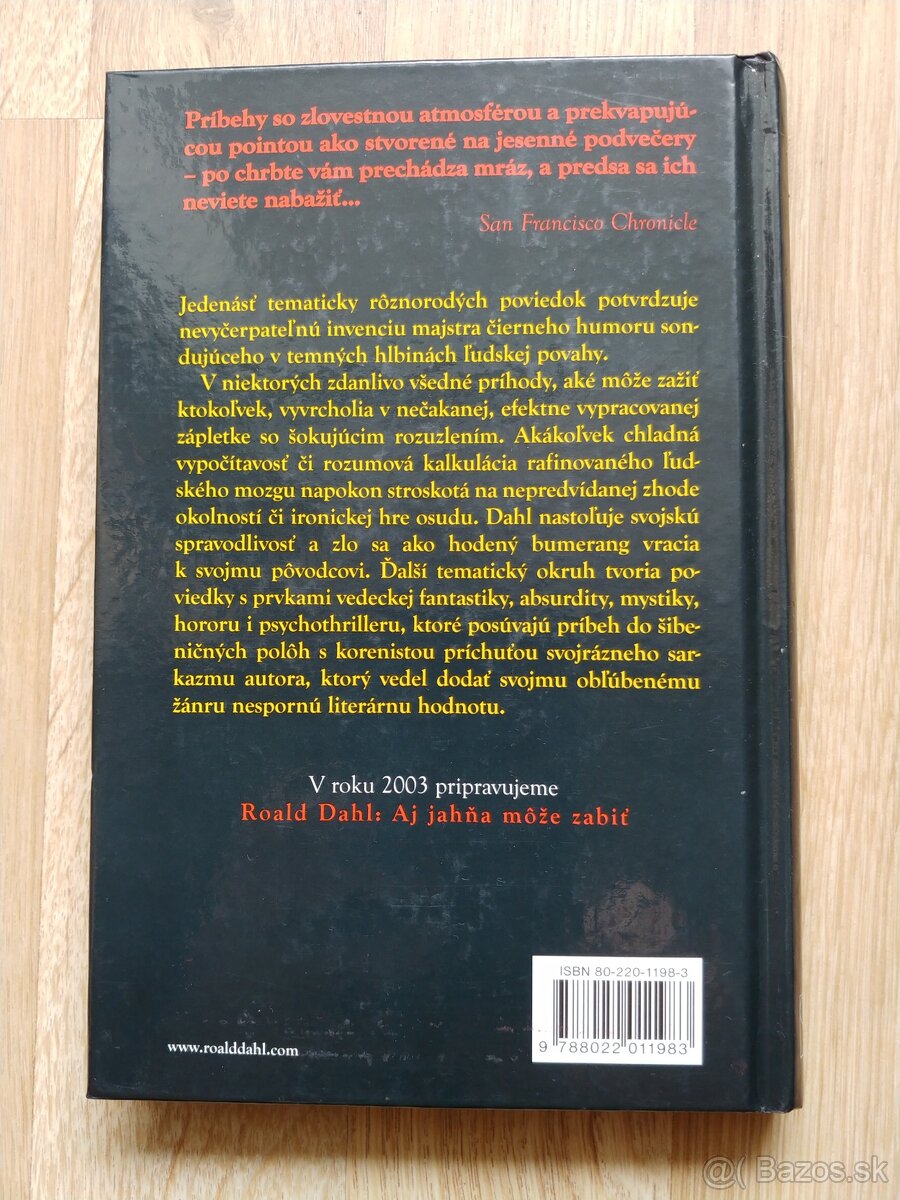 Príbehy so zlovestnou atmosférou a prekvapujú-
cou pointou ako stvorené na jesenné podvečery
– po chrbte vám prechádza mráz, a predsa sa ich
neviete nabažiť...
San Francisco Chronicle
Jedenásť tematicky rôznorodých poviedok potvrdzuje
nevyčerpateľnú invenciu majstra čierneho humoru son-
dujúceho v temných hlbinách ľudskej povahy.
V niektorých zdanlivo všedné príhody, aké môže zažiť
ktokoľvek, vyvrcholia v nečakanej, efektne vypracovanej
zápletke so šokujúcim rozuzlením. Akákoľvek chladná
vypočítavosť či rozumová kalkulácia rafinovaného ľud-
ského mozgu napokon stroskotá na nepredvídanej zhode
okolností či ironickej hre osudu. Dahl nastoľuje svojskú
spravodlivosť a zlo sa ako hodený bumerang vracia
k svojmu pôvodcovi. Ďalší tematický okruh tvoria po-
viedky s prvkami vedeckej fantastiky, absurdity, mystiky,
hororu i psychothrilleru, ktoré posúvajú príbeh do šibe-
ničných polôh s korenistou príchuťou svojrázneho sar-
kazmu autora, ktorý vedel dodať svojmu obľúbenému
žánru nespornú literárnu hodnotu.
V roku 2003 pripravujeme
Roald Dahl: Aj jahňa môže zabiť
ISBN 80-220-1198-3
9 788022 011983
www.roalddahl.com
@( Bazos.sk